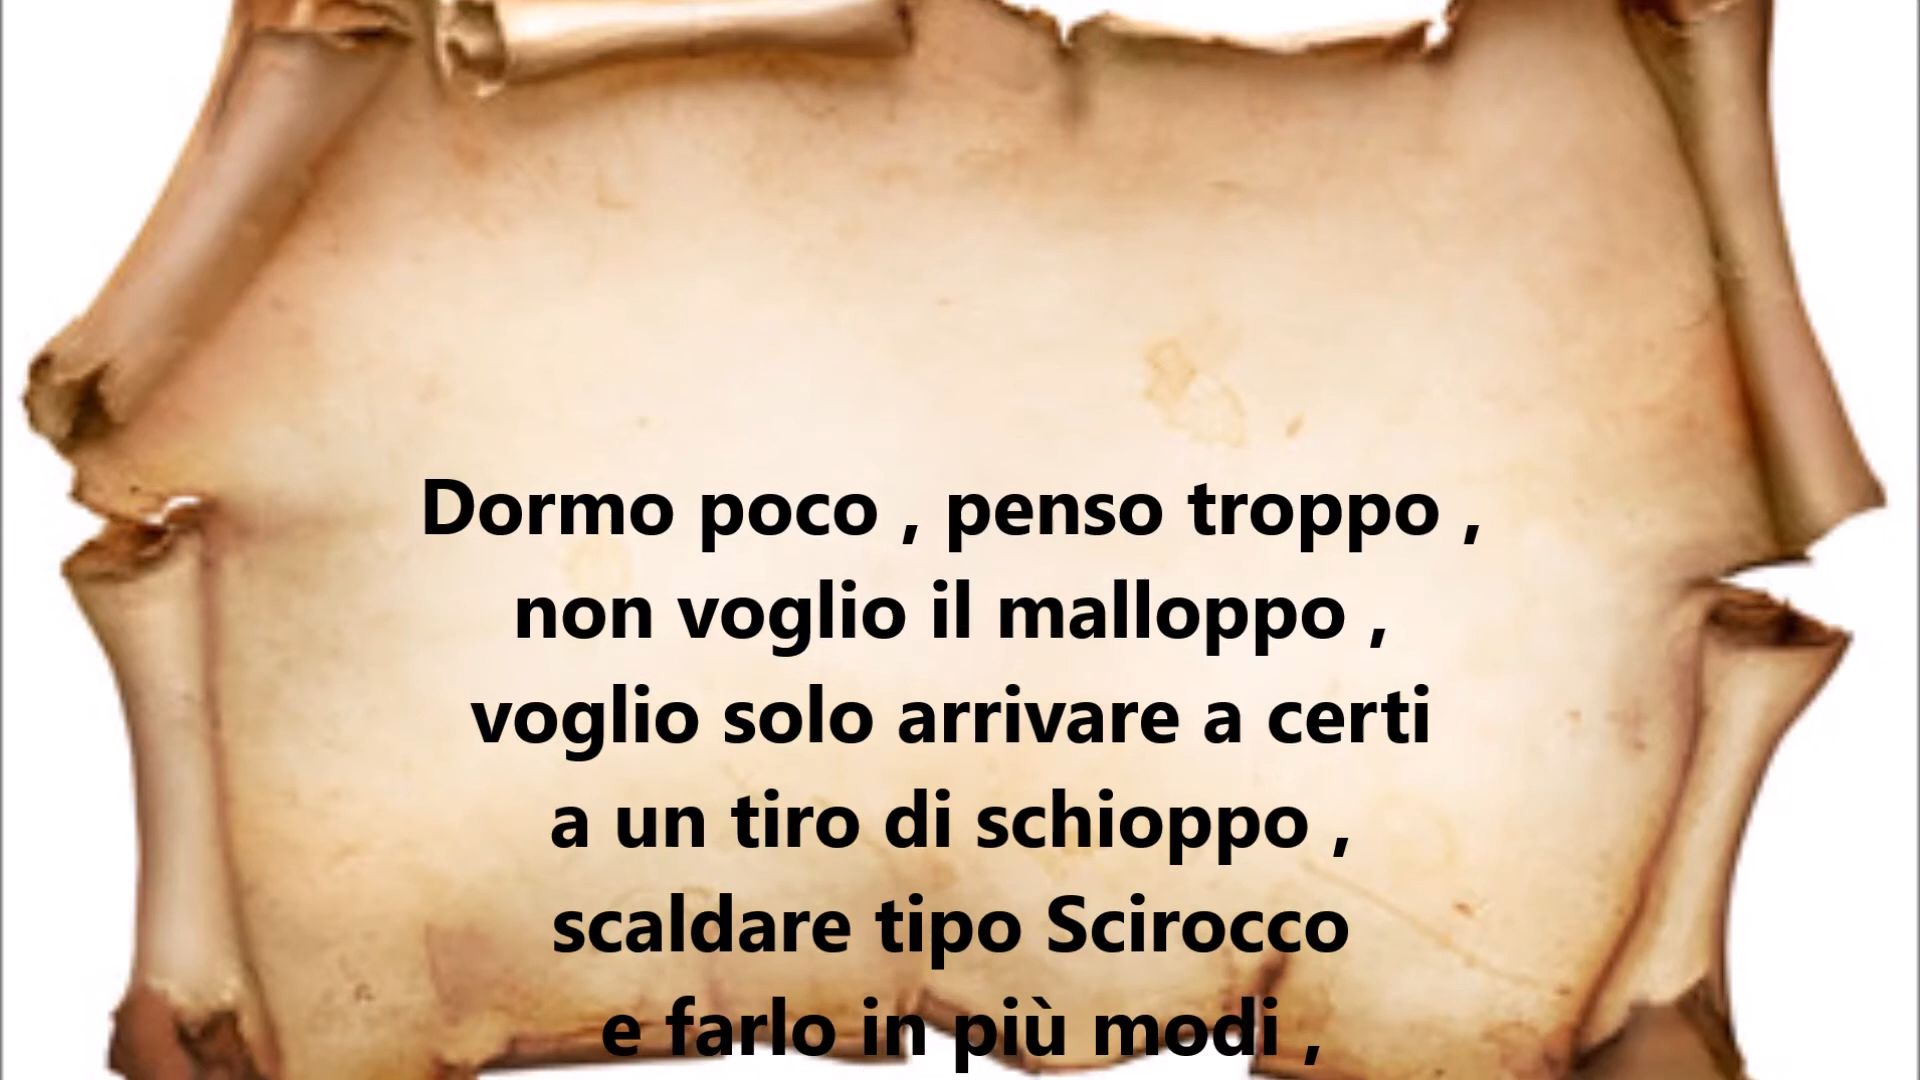 Dormo poco , penso troppo ,
non voglio il malloppo ,
voglio solo arrivare a certi
a un tiro di schioppo ,
scaldare tipo Scirocco
e farlo in più modi ,